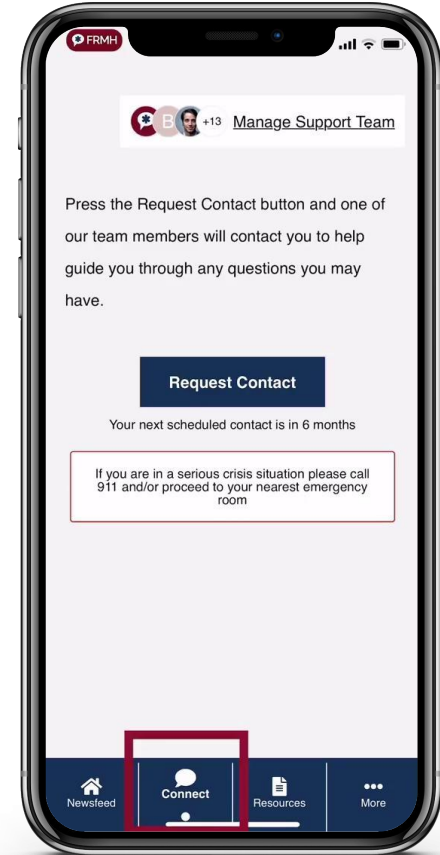 FRMH
B +13 Manage Support Team
Press the Request Contact button and one of
our team members will contact you to help
guide you through any questions you may
have.
Request Contact
Your next scheduled contact is in 6 months
If you are in a serious crisis situation please call
911 and/or proceed to your nearest emergency
room
Newsfeed Connect Resources More